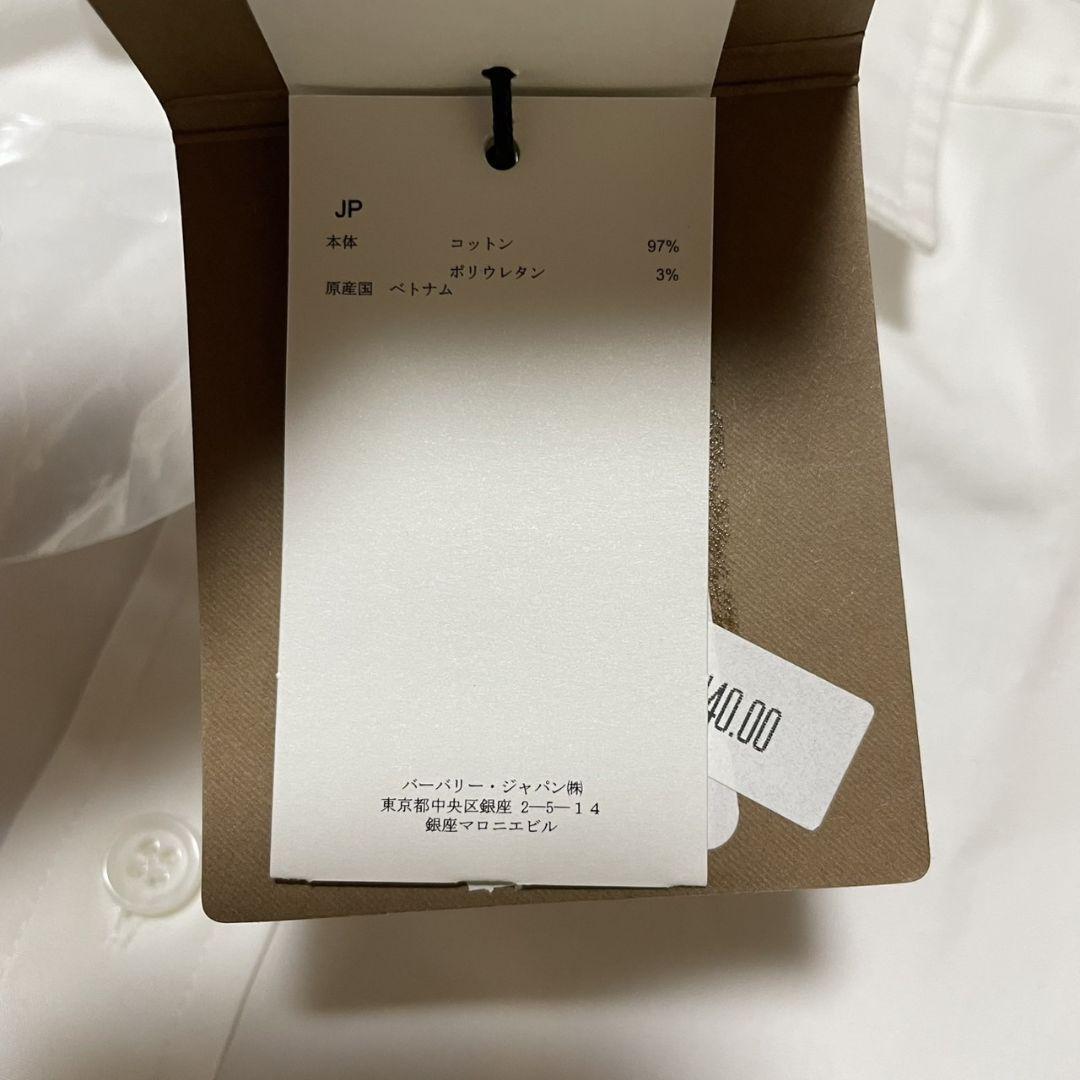 JP
本体 コットン 97%
ポリウレタン 3%
原産国 ベトナム
40.00
バーバリー・ジャパン㈱
東京都中央区銀座 2―5―14
銀座マロニエビル